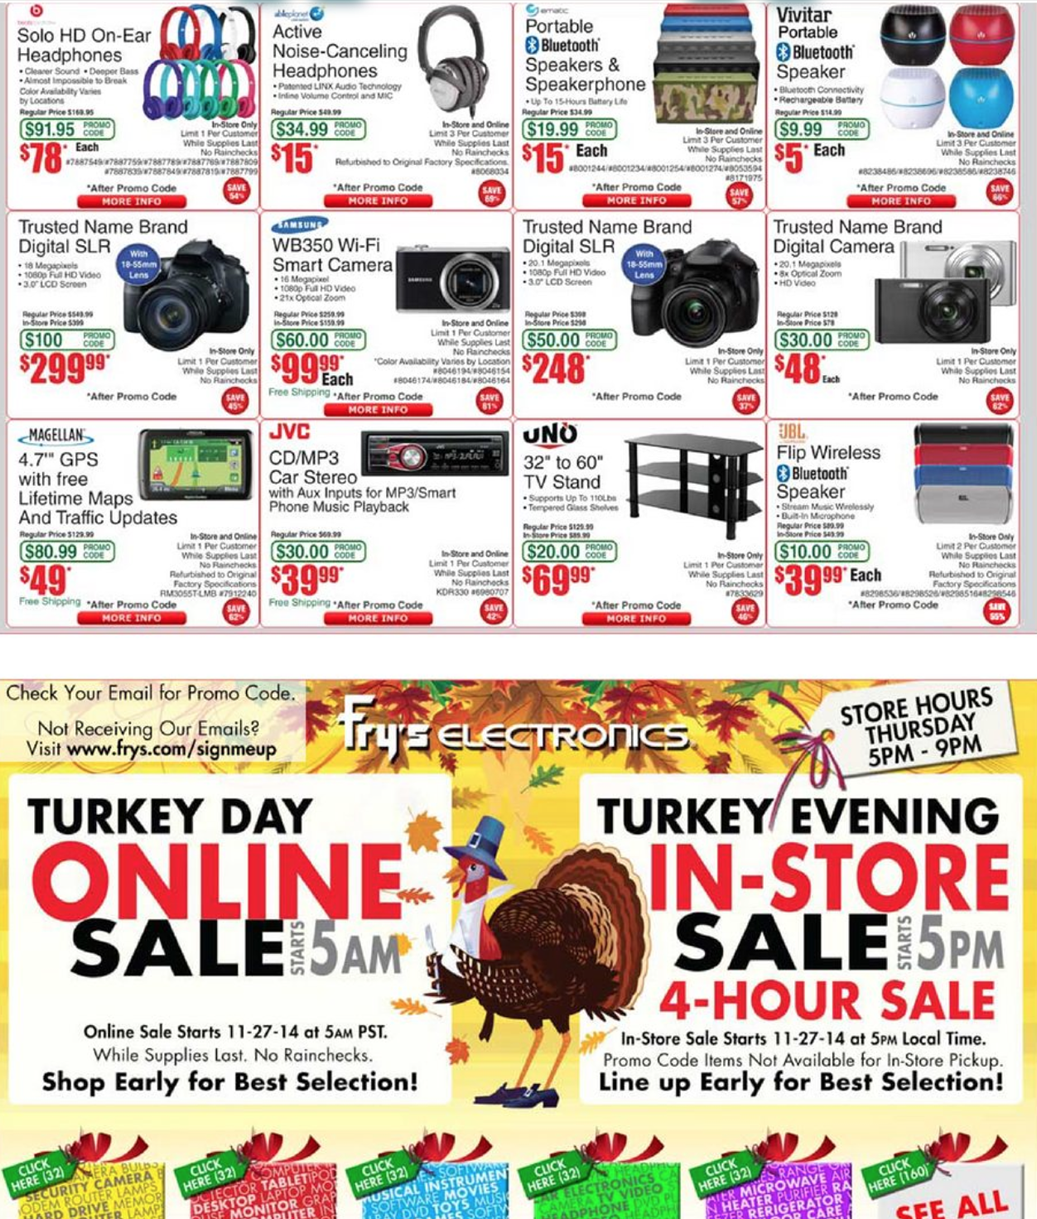 Solo HD On-Ear
Headphones
• Clearer Sound • Deeper Bass
• Almost Impossible to Break
Color Availability Varies
by Locations
Regular Price $169.95
$91.95 PROMO CODE
$78* Each
In-Store Only
Limit 1 Per Customer
While Supplies Last
No Rainchecks
#7887549/#7887759/#7887789/#7887769/#7887809
#7887839/#7887849/#7887819/#7887799
*After Promo Code
MORE INFO
SAVE 54%
ableplanet
Active
Noise-Canceling
Headphones
• Patented LINX Audio Technology
• Inline Volume Control and MIC
Regular Price $49.99
$34.99 PROMO CODE
$15*
In-Store and Online
Limit 3 Per Customer
While Supplies Last
No Rainchecks
Refurbished to Original Factory Specifications.
#8068034
*After Promo Code
MORE INFO
SAVE 69%
ematic
Portable
Bluetooth
Speakers &
Speakerphone
• Up To 15-Hours Battery Life
Regular Price $34.99
$19.99 PROMO CODE
$15* Each
In-Store and Online
Limit 3 Per Customer
While Supplies Last
No Rainchecks
#8001244/#8001234/#8001254/#8001274/#8053594
#8171975
*After Promo Code
MORE INFO
SAVE 57%
Vivitar
Portable
Bluetooth
Speaker
• Bluetooth Connectivity
• Rechargeable Battery
Regular Price $14.99
$9.99 PROMO CODE
$5* Each
In-Store and Online
Limit 3 Per Customer
While Supplies Last
No Rainchecks
#8238486/#8238696/#8238586/#8238746
*After Promo Code
MORE INFO
SAVE 66%
Trusted Name Brand
Digital SLR
• 18 Megapixels
• 1080p Full HD Video
• 3.0" LCD Screen
With
18-55mm
Lens
Regular Price $549.99
In-Store Price $399
$100 PROMO CODE
$299.99*
In-Store Only
Limit 1 Per Customer
While Supplies Last
No Rainchecks
*After Promo Code
SAVE 45%
SAMSUNG
WB350 Wi-Fi
Smart Camera
• 16 Megapixel
• 1080p Full HD Video
• 21x Optical Zoom
Regular Price $259.99
In-Store Price $159.99
$60.00 PROMO CODE
$99.99* Each
Free Shipping
In-Store and Online
Limit 1 Per Customer
While Supplies Last
No Rainchecks
*Color Availability Varies by Location
#8046194/#8046154
#8046174/#8046184/#8046164
*After Promo Code
MORE INFO
SAVE 61%
Trusted Name Brand
Digital SLR
• 20.1 Megapixels
• 1080p Full HD Video
• 3.0" LCD Screen
With
18-55mm
Lens
Regular Price $398
In-Store Price $298
$50.00 PROMO CODE
$248*
In-Store Only
Limit 1 Per Customer
While Supplies Last
No Rainchecks
*After Promo Code
SAVE 37%
Trusted Name Brand
Digital Camera
• 20.1 Megapixels
• 8x Optical Zoom
• HD Video
Regular Price $128
In-Store Price $78
$30.00 PROMO CODE
$48* Each
In-Store Only
Limit 1 Per Customer
While Supplies Last
No Rainchecks
*After Promo Code
SAVE 62%
MAGELLAN
4.7" GPS
with free
Lifetime Maps
And Traffic Updates
Regular Price $129.99
$80.99 PROMO CODE
$49*
Free Shipping
In-Store and Online
Limit 1 Per Customer
While Supplies Last
No Rainchecks
Refurbished to Original
Factory Specifications
RM3055T-LMB #7912240
*After Promo Code
MORE INFO
SAVE 62%
JVC
CD/MP3
Car Stereo
with Aux Inputs for MP3/Smart
Phone Music Playback
Regular Price $69.99
$30.00 PROMO CODE
$39.99*
Free Shipping
In-Store and Online
Limit 1 Per Customer
While Supplies Last
No Rainchecks
KDR330 #6980707
*After Promo Code
MORE INFO
SAVE 42%
UNO
32" to 60"
TV Stand
• Supports Up To 110Lbs
• Tempered Glass Shelves
Regular Price $129.99
In-Store Price $89.99
$20.00 PROMO CODE
$69.99*
In-Store Only
Limit 1 Per Customer
While Supplies Last
No Rainchecks
#7833629
*After Promo Code
MORE INFO
SAVE 46%
JBL
Flip Wireless
Bluetooth
Speaker
• Stream Music Wirelessly
• Built-In Microphone
Regular Price $89.99
In-Store Price $49.99
$10.00 PROMO CODE
$39.99* Each
In-Store Only
Limit 2 Per Customer
While Supplies Last
No Rainchecks
Refurbished to Original
Factory Specifications
#8298536/#8298526/#8298516#8298546
*After Promo Code
SAVE 55%
Check Your Email for Promo Code.
Not Receiving Our Emails?
Visit www.frys.com/signmeup
Fry's ELECTRONICS
STORE HOURS
THURSDAY
5PM - 9PM
TURKEY DAY
ONLINE
SALE STARTS 5AM
Online Sale Starts 11-27-14 at 5AM PST.
While Supplies Last. No Rainchecks.
Shop Early for Best Selection!
TURKEY EVENING
IN-STORE
SALE STARTS 5PM
4-HOUR SALE
In-Store Sale Starts 11-27-14 at 5PM Local Time.
Promo Code Items Not Available for In-Store Pickup.
Line up Early for Best Selection!
CLICK HERE (32)
SECURITY CAMERA
HARD DRIVE
CLICK HERE (32)
TABLET
DESKTOP LAPTOP
MONITOR
CLICK HERE (32)
MUSICAL INSTRUMEN
SOFTWARE MOVIES
CLICK HERE (32)
CAR ELECTRONICS
TV VIDEO
HEADPHONE
CLICK HERE (32)
MICROWAVE
HEATER PURIFIER
CLICK HERE (160)
SEE ALL